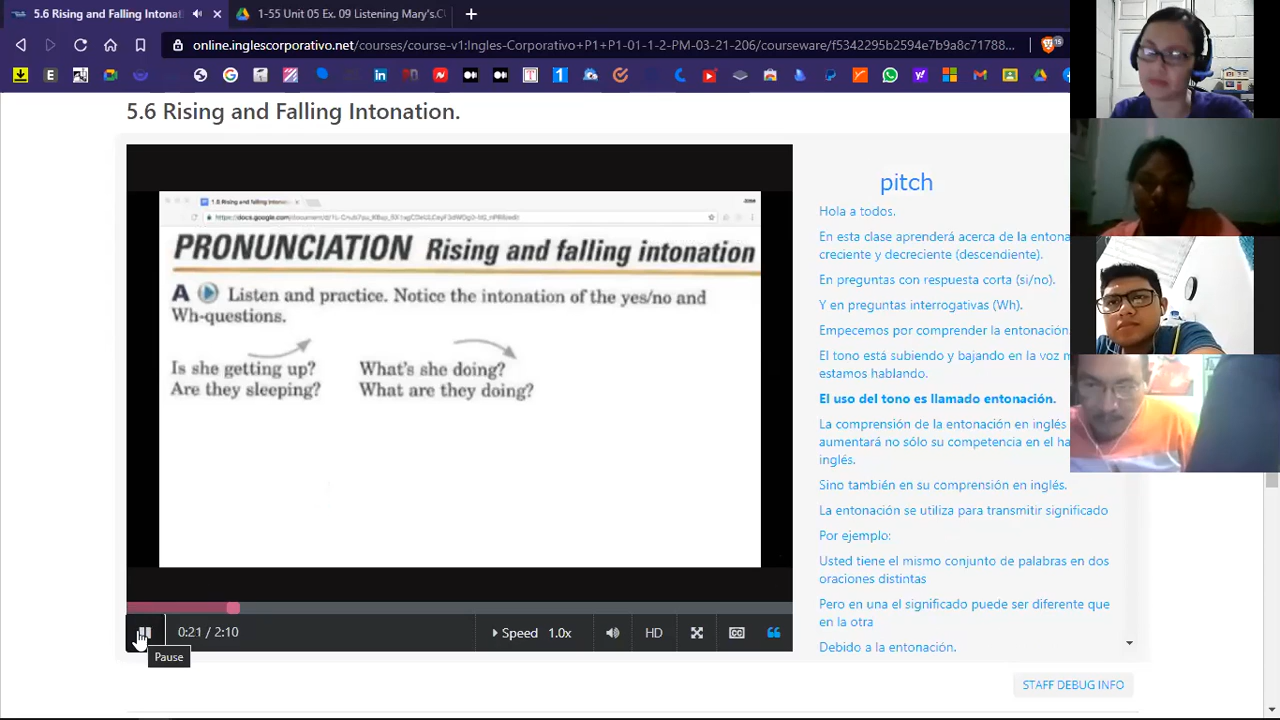 5.6 Rising and Falling Intonat
1-55 Unit 05 Ex. 09 Listening Mary's.C
online.inglescorporativo.net/courses/course-v1:Ingles-Corporativo+P1+P1-01-1-2-PM-03-21-206/courseware/f5342295b2594e7b9a8c71788...
15
5.6 Rising and Falling Intonation.
PRONUNCIATION Rising and falling intonation
A Listen and practice. Notice the intonation of the yes/no and
Wh-questions.
Is she getting up? What's she doing?
Are they sleeping? What are they doing?
0:21 / 2:10
Speed 1.0x
HD
Pause
pitch
Hola a todos.
En esta clase aprenderá acerca de la entona
creciente y decreciente (descendiente).
En preguntas con respuesta corta (si/no).
Y en preguntas interrogativas (Wh).
Empecemos por comprender la entonación.
El tono está subiendo y bajando en la voz m
estamos hablando.
El uso del tono es llamado entonación.
La comprensión de la entonación en inglés
aumentará no sólo su competencia en el ha
inglés.
Sino también en su comprensión en inglés.
La entonación se utiliza para transmitir significado
Por ejemplo:
Usted tiene el mismo conjunto de palabras en dos
oraciones distintas
Pero en una el significado puede ser diferente que
en la otra
Debido a la entonación.
STAFF DEBUG INFO